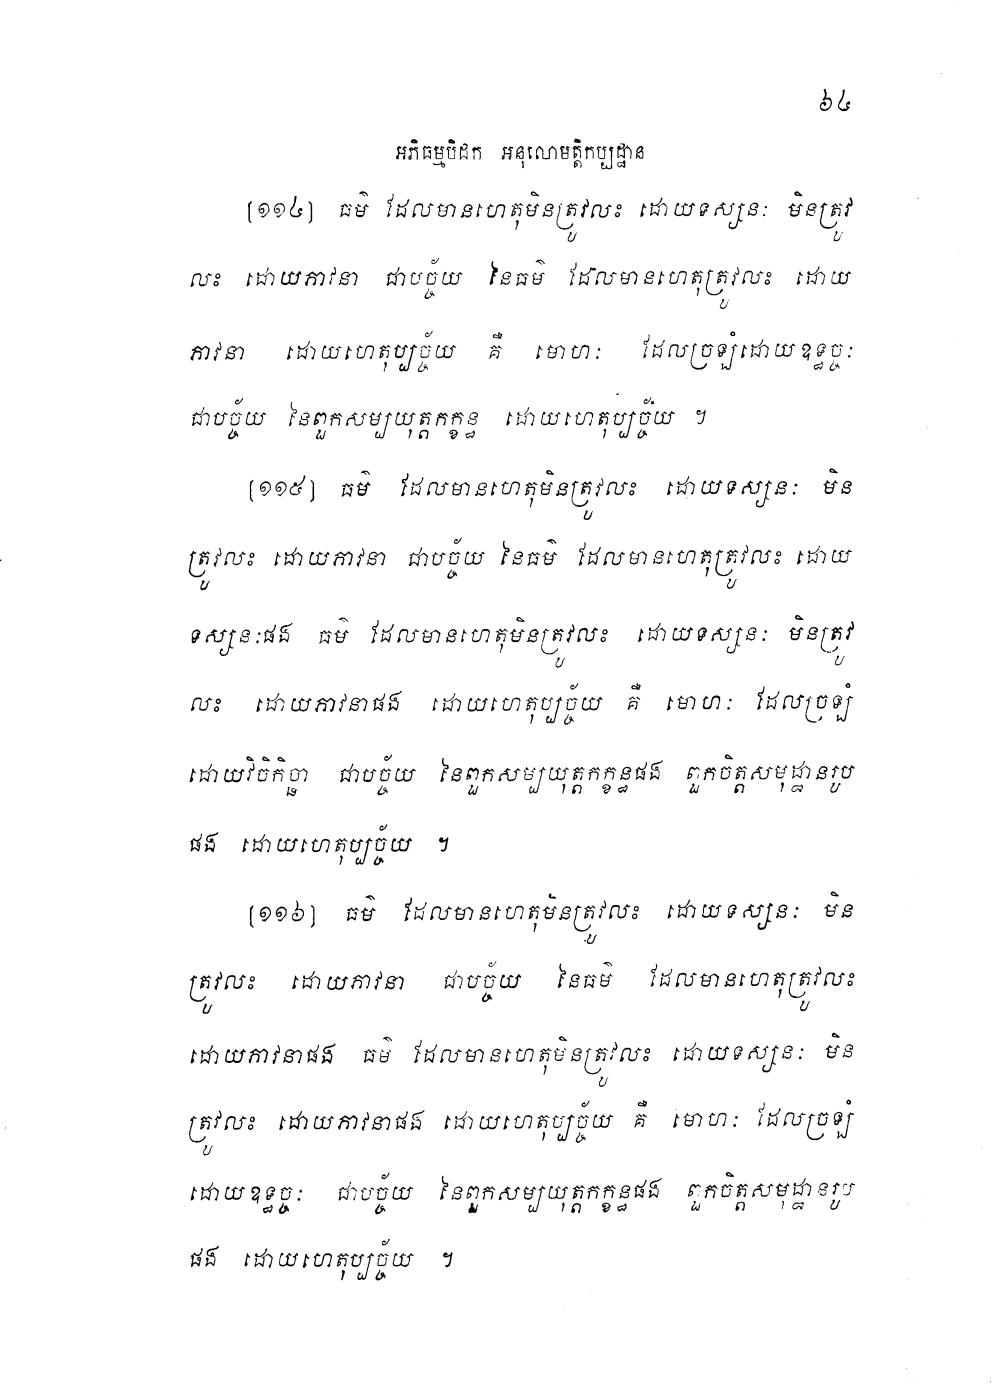 ៦៤
អភិធម្មបិដក អនុលោមត្តិកប្បដ្ឋាន
(១១៤) ធម៌ ដែលមានហេតុមិនត្រូវលះ ដោយទស្សនៈ មិនត្រូវ
លះ ដោយភាវនា ជាបច្ច័យ នៃធម៌ ដែលមានហេតុត្រូវលះ ដោយ
ភាវនា ដោយហេតុប្បច្ច័យ គឺ មោហៈ ដែលច្រឡំដោយឧទ្ធច្ចៈ
ជាបច្ច័យ នៃពួកសម្បយុត្តកក្ខន្ធ ដោយហេតុប្បច្ច័យ ។
(១១៥) ធម៌ ដែលមានហេតុមិនត្រូវលះ ដោយទស្សនៈ មិន
ត្រូវលះ ដោយភាវនា ជាបច្ច័យ នៃធម៌ ដែលមានហេតុត្រូវលះ ដោយ
ទស្សនៈផង ធម៌ ដែលមានហេតុមិនត្រូវលះ ដោយទស្សនៈ មិនត្រូវ
លះ ដោយភាវនាផង ដោយហេតុប្បច្ច័យ គឺ មោហៈ ដែលច្រឡំ
ដោយវិចិកិច្ឆា ជាបច្ច័យ នៃពួកសម្បយុត្តកក្ខន្ធផង ពួកចិត្តសមុដ្ឋានរូប
ផង ដោយហេតុប្បច្ច័យ ។
(១១៦) ធម៌ ដែលមានហេតុមិនត្រូវលះ ដោយទស្សនៈ មិន
ត្រូវលះ ដោយភាវនា ជាបច្ច័យ នៃធម៌ ដែលមានហេតុត្រូវលះ
ដោយភាវនាផង ធម៌ ដែលមានហេតុមិនត្រូវលះ ដោយទស្សនៈ មិន
ត្រូវលះ ដោយភាវនាផង ដោយហេតុប្បច្ច័យ គឺ មោហៈ ដែលច្រឡំ
ដោយឧទ្ធច្ចៈ ជាបច្ច័យ នៃពួកសម្បយុត្តកក្ខន្ធផង ពួកចិត្តសមុដ្ឋានរូប
ផង ដោយហេតុប្បច្ច័យ ។